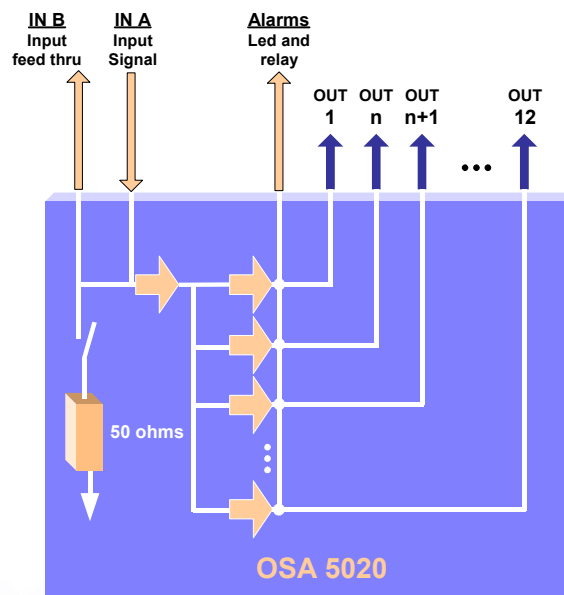 IN B
Input
feed thru
IN A
Input
Signal
Alarms
Led and
relay
OUT
1
OUT
n
OUT
n+1
...
OUT
12
50 ohms
OSA 5020